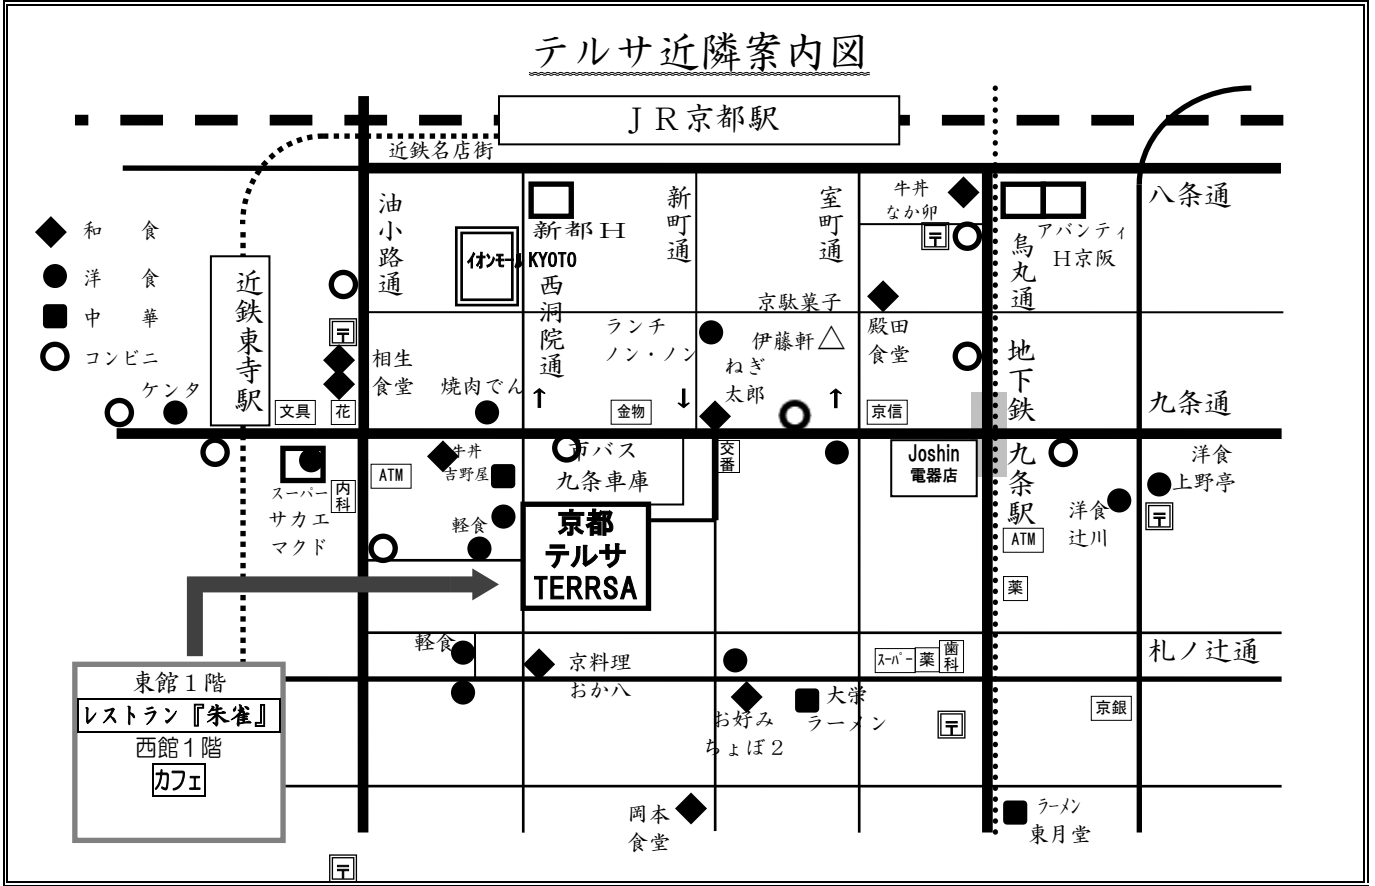 テルサ近隣案内図
ＪＲ京都駅
近鉄名店街
八条通
油小路通
新都Ｈ
イオンモールKYOTO
西洞院通
新町通
室町通
牛丼
なか卯
〒
烏丸通
アバンティ
Ｈ京阪
和　食
洋　食
中　華
コンビニ
近鉄東寺駅
〒
京駄菓子
伊藤軒△
殿田
食堂
ランチ
ノン・ノン
ねぎ
太郎
相生
食堂
焼肉でん
↑
↓
↑
ケンタ
文具
花
金物
京信
地下鉄
九条駅
九条通
牛丼
吉野屋
市バス
九条車庫
交番
Joshin
電器店
洋食
上野亭
〒
洋食
辻川
スーパー
サカエ
マクド
内科
ATM
軽食
京都
テルサ
TERRSA
ATM
薬
軽食
京料理
おか八
ｽｰﾊﾟｰ
薬
歯科
札ノ辻通
東館１階
レストラン『朱雀』
西館１階
カフェ
お好み
ちょぼ２
大栄
ラーメン
〒
京銀
岡本
食堂
ラーメン
東月堂
〒